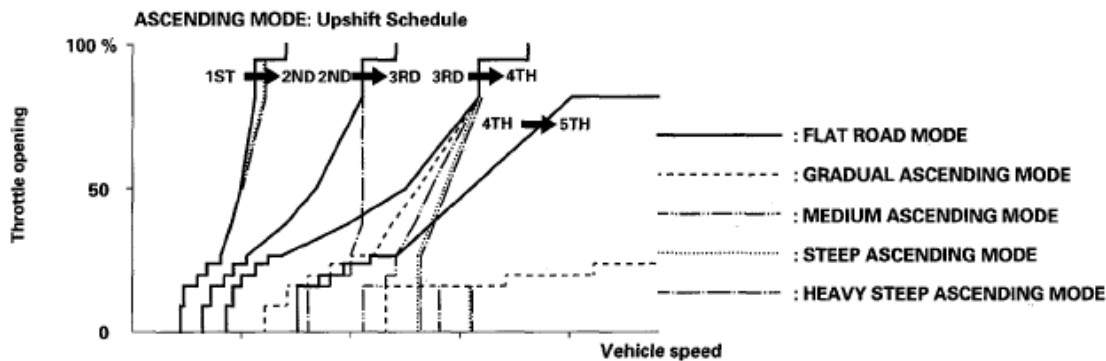 ASCENDING MODE: Upshift Schedule
100 %
1ST 2ND 2ND 3RD 3RD 4TH
4TH 5TH
: FLAT ROAD MODE
Throttle opening
50
: GRADUAL ASCENDING MODE
: MEDIUM ASCENDING MODE
: STEEP ASCENDING MODE
: HEAVY STEEP ASCENDING MODE
0
Vehicle speed